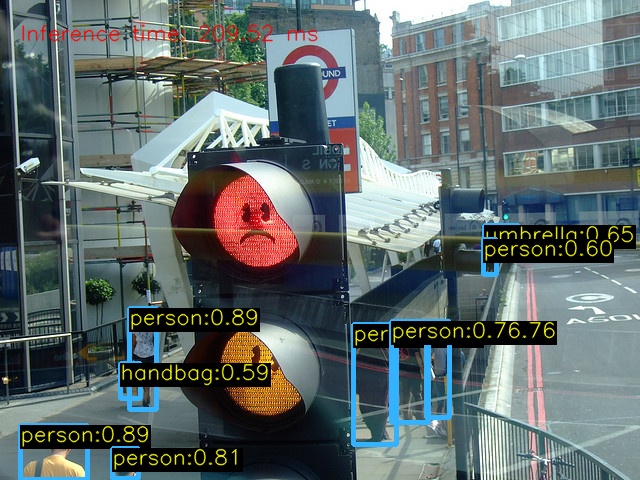 Inference time: 209.52 ms
UND
ET
umbrella:0.65
person:0.60
person:0.89
per
person:0.76.76
handbag:0.59
person:0.89
person:0.81